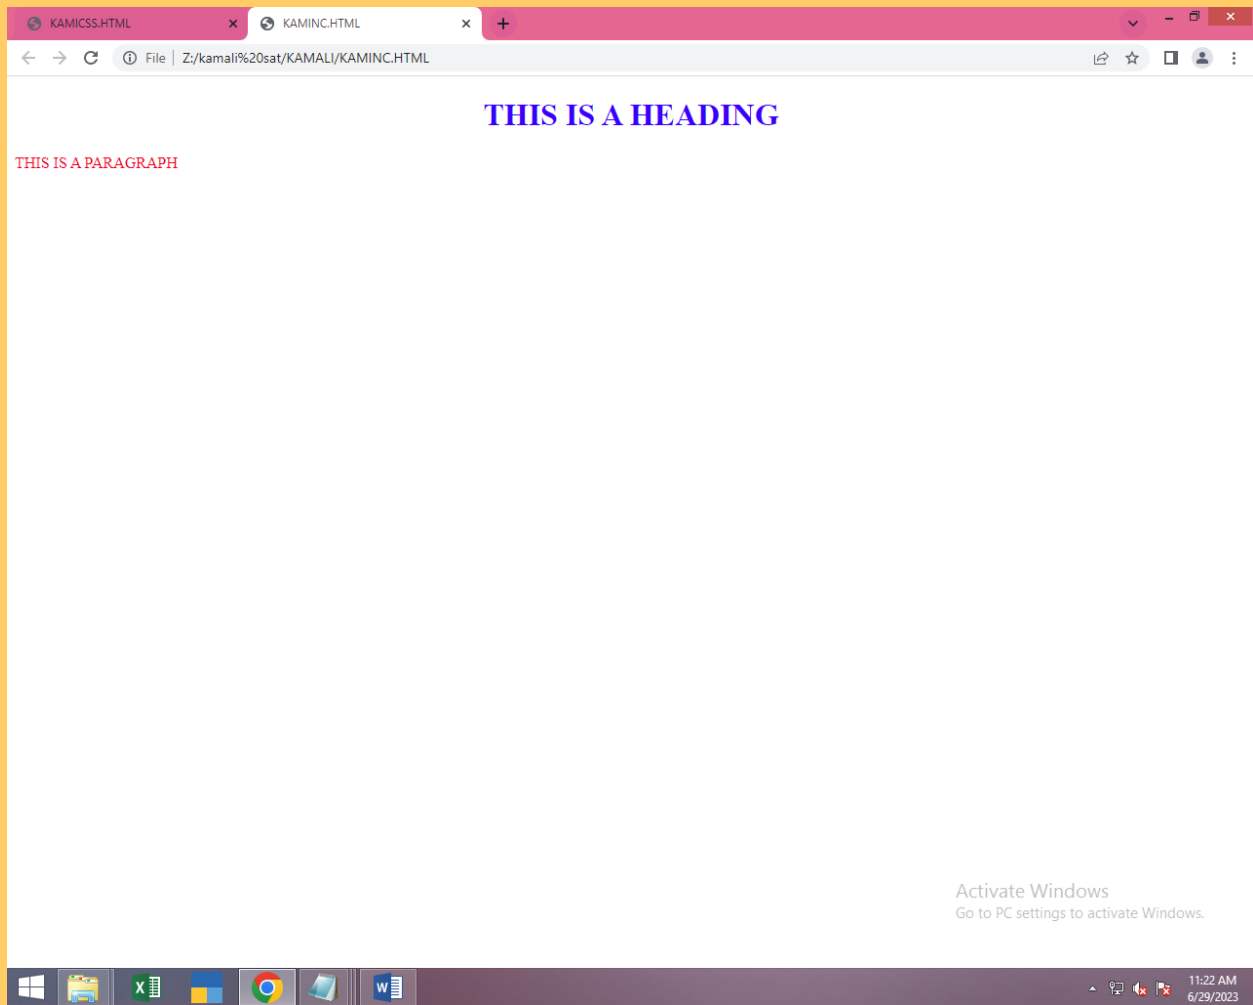 KAMICSS.HTML
KAMINC.HTML
File
Z:/kamali%20sat/KAMALI/KAMINC.HTML
THIS IS A HEADING
THIS IS A PARAGRAPH
Activate Windows
Go to PC settings to activate Windows.
11:22 AM
6/29/2023